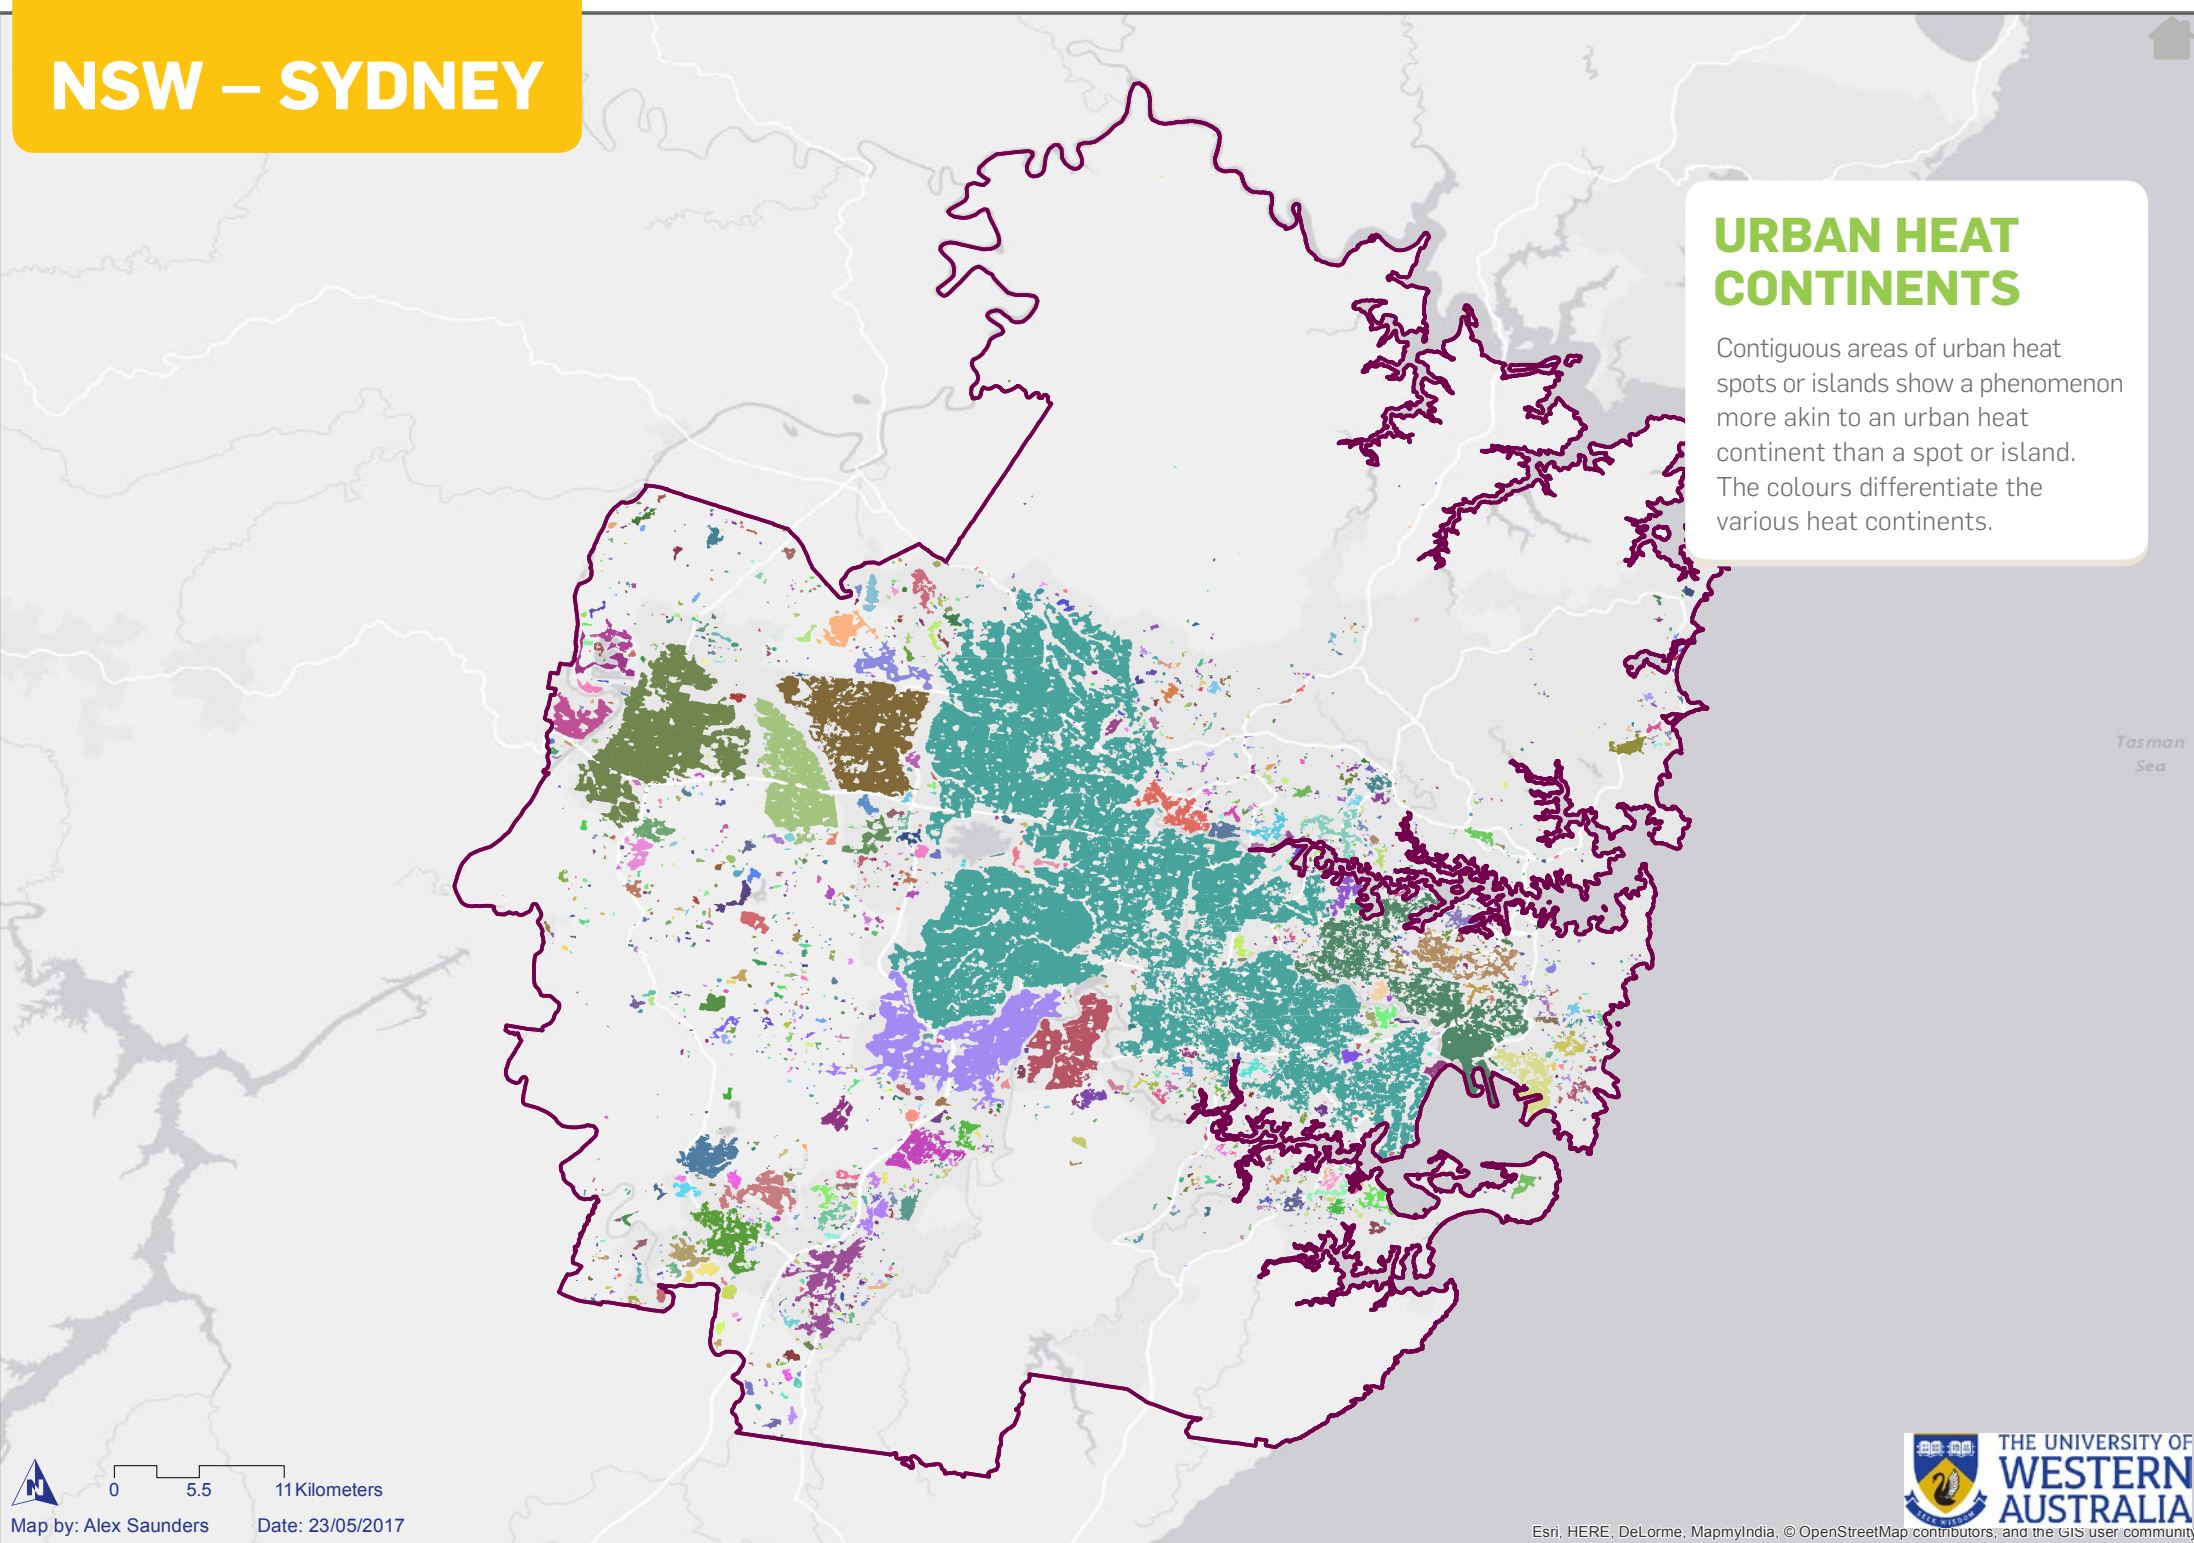 NSW – SYDNEY
URBAN HEAT
CONTINENTS
Contiguous areas of urban heat
spots or islands show a phenomenon
more akin to an urban heat
continent than a spot or island.
The colours differentiate the
various heat continents.
Tasman
Sea
N
0 5.5 11 Kilometers
Map by: Alex Saunders Date: 23/05/2017
THE UNIVERSITY OF
WESTERN
AUSTRALIA
SEEK WISDOM
Esri, HERE, DeLorme, MapmyIndia, © OpenStreetMap contributors, and the GIS user community